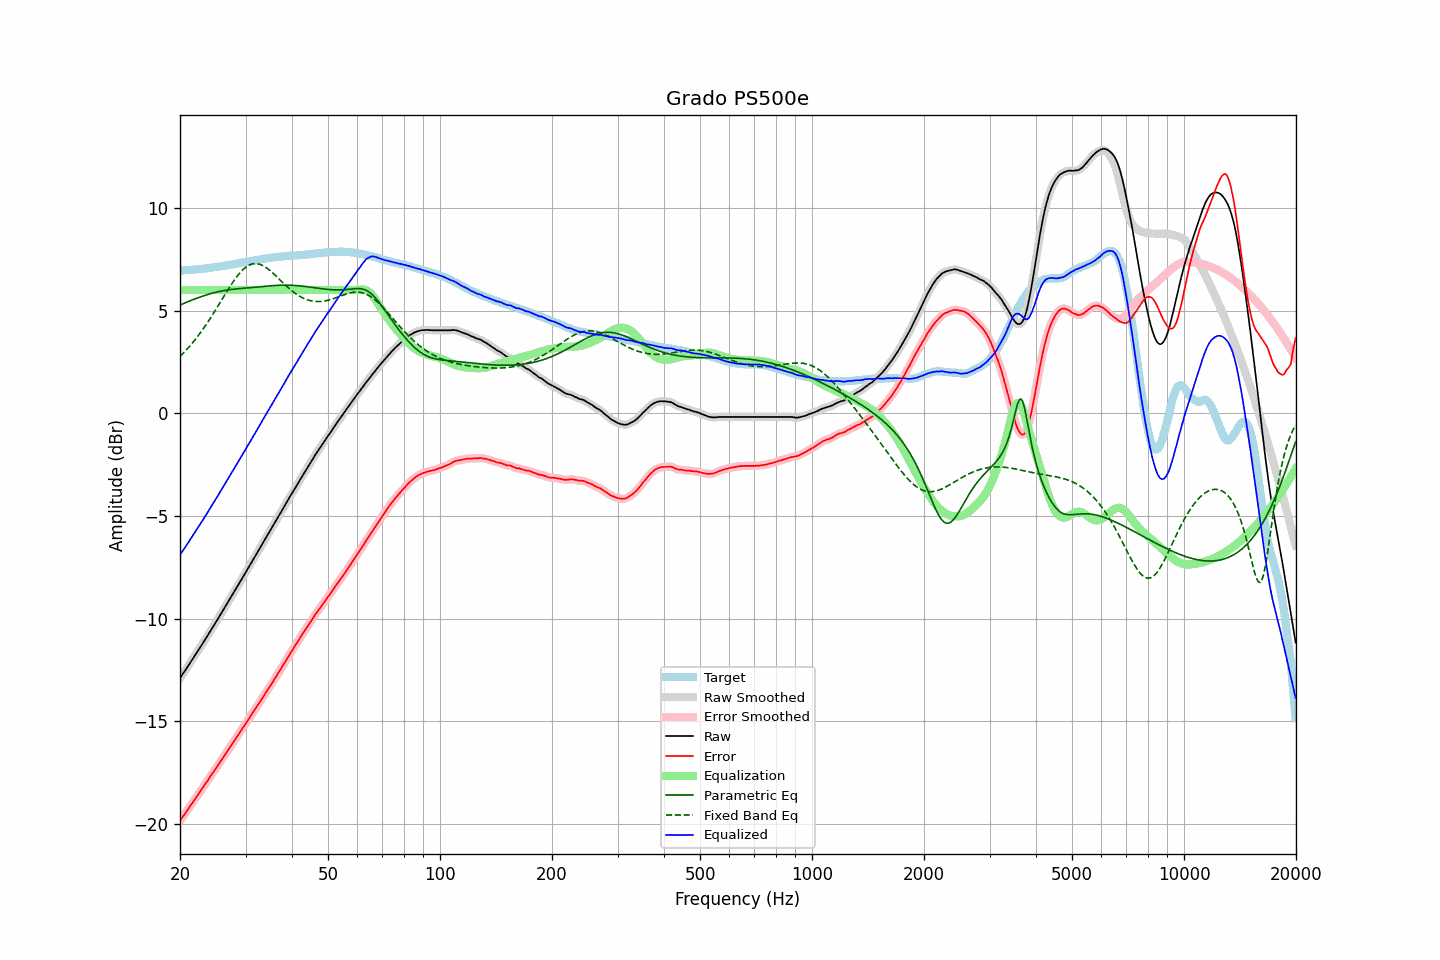 Grado PS500e
Amplitude (dBr)
10
5
0
−5
−10
−15
−20
Target
Raw Smoothed
Error Smoothed
Raw
Error
Equalization
Parametric Eq
Fixed Band Eq
Equalized
20 50 100 200 500 1000 2000 5000 10000 20000
Frequency (Hz)